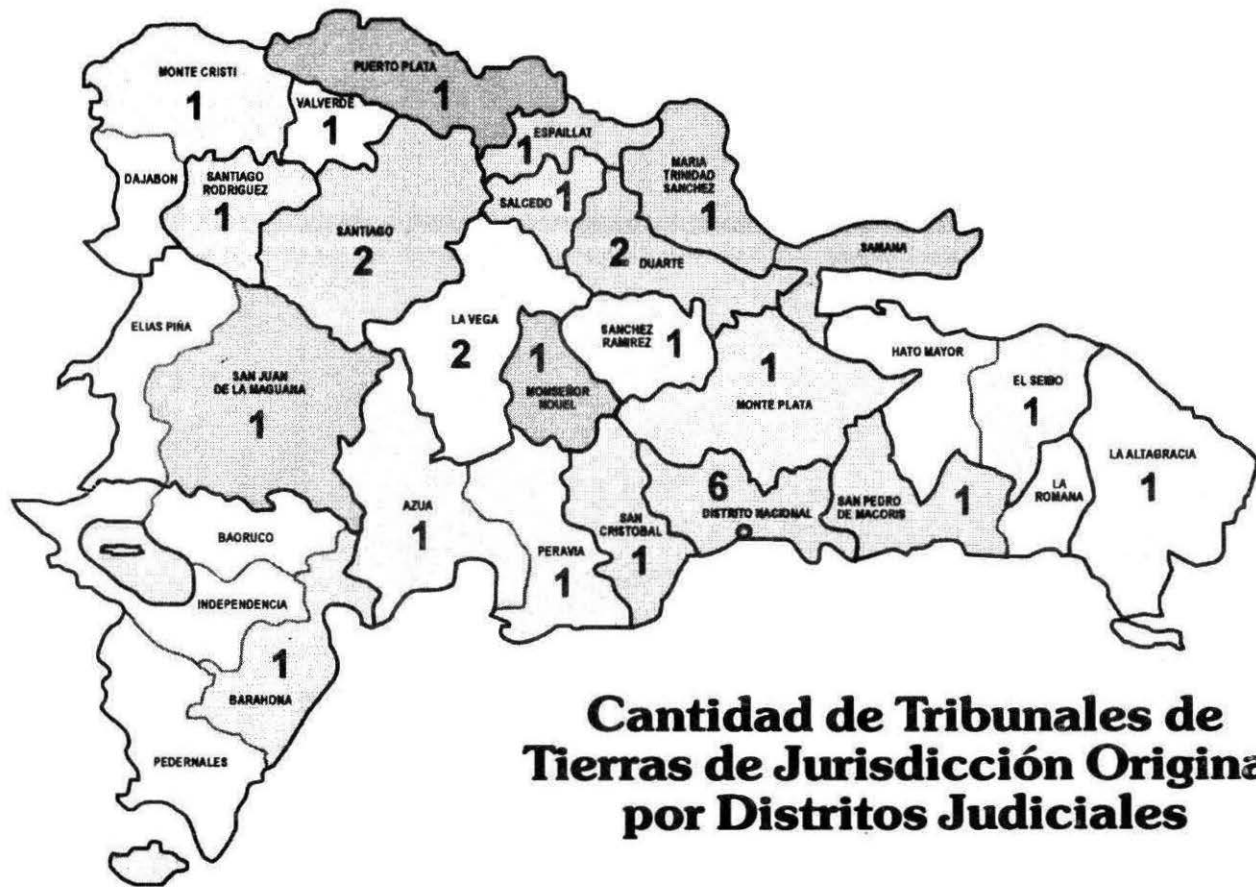 MONTE CRISTI
1
PUERTO PLATA
1
VALVERDE
1
ESPAILLAT
1
DAJABON
SANTIAGO
RODRIGUEZ
1
MARIA
TRINIDAD
SANCHEZ
1
SALCEDO 1
SANTIAGO
2
2 DUARTE
SAMANA
ELIAS PIÑA
LA VEGA
2
SANCHEZ
RAMIREZ 1
HATO MAYOR
SAN JUAN
DE LA MAGUANA
1
1
MONSEÑOR
NOUEL
1
MONTE PLATA
EL SEIBO
1
LA ALTAGRACIA
1
LA
ROMANA
6
DISTRITO NACIONAL
SAN PEDRO
DE MACORIS 1
AZUA
1
SAN
CRISTOBAL
1
BAORUCO
PERAVIA
1
INDEPENDENCIA
1
BARAHONA
PEDERNALES
Cantidad de Tribunales de
Tierras de Jurisdicción Origina
por Distritos Judiciales